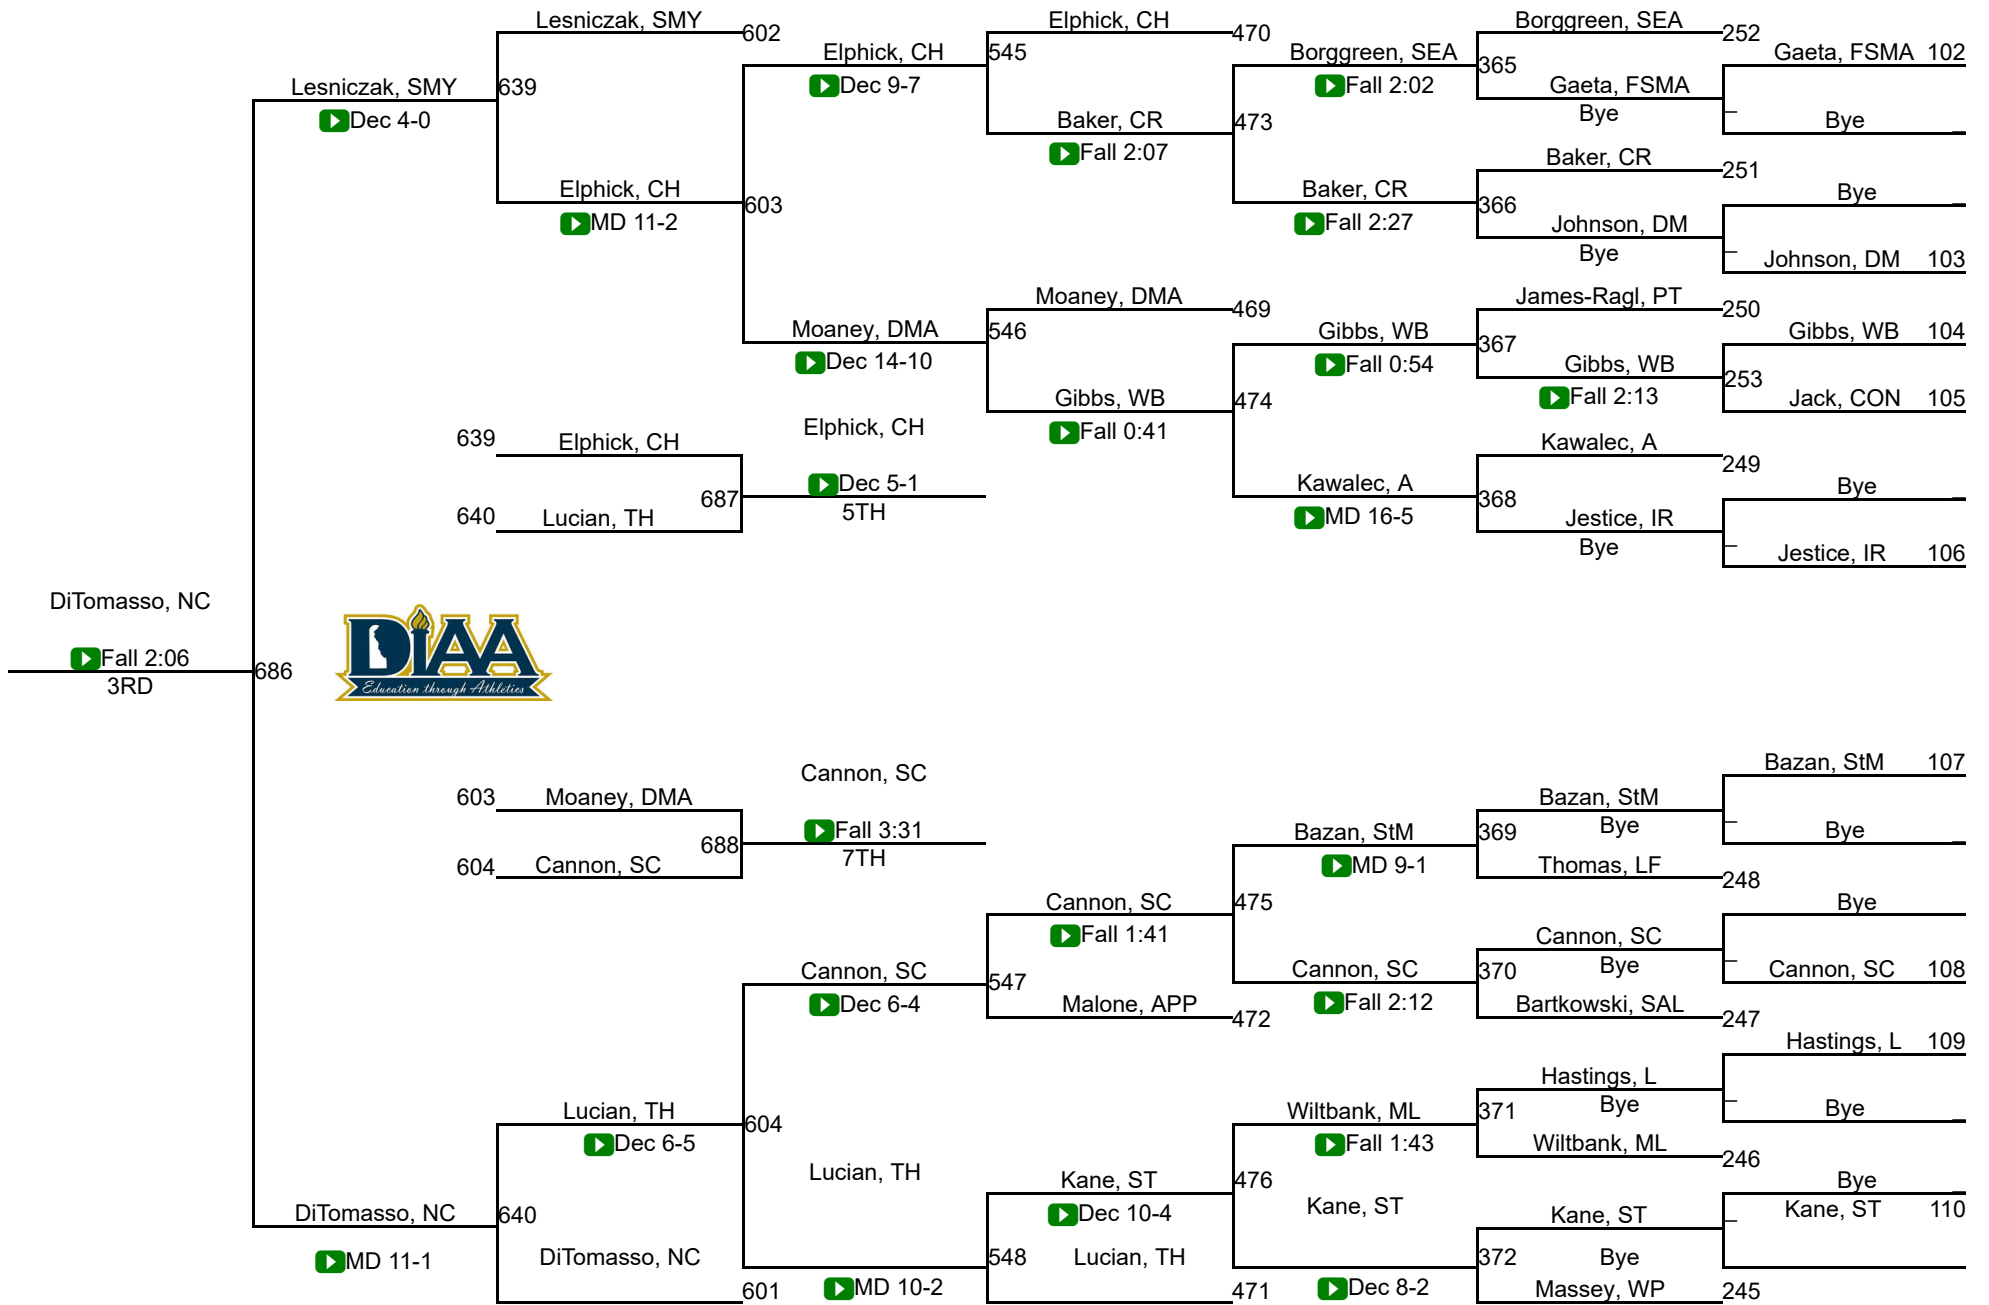 Lesniczak, SMY
602
Elphick, CH
470
Borggreen, SEA
252
Elphick, CH
545
Borggreen, SEA
365
Gaeta, FSMA 102
Lesniczak, SMY
639
Dec 9-7
Fall 2:02
Gaeta, FSMA
Bye
Dec 4-0
Baker, CR
473
Bye
Fall 2:07
Baker, CR
251
Elphick, CH
603
Baker, CR
366
Bye
MD 11-2
Fall 2:27
Johnson, DM
Bye
Johnson, DM 103
Moaney, DMA
469
James-Ragl, PT
250
Moaney, DMA
546
Gibbs, WB
367
Gibbs, WB 104
Dec 14-10
Fall 0:54
Gibbs, WB
253
Gibbs, WB
474
Fall 2:13
Jack, CON 105
Elphick, CH
Fall 0:41
639
Elphick, CH
Kawalec, A
249
687
Dec 5-1
Kawalec, A
368
Bye
640
Lucian, TH
5TH
MD 16-5
Jestice, IR
Bye
Jestice, IR 106
DiTomasso, NC
DIAA
Education through Athletics
Fall 2:06
686
3RD
Cannon, SC
Bazan, StM 107
603
Moaney, DMA
Bazan, StM
Bye
688
Fall 3:31
Bazan, StM
369
Bye
604
Cannon, SC
7TH
MD 9-1
Thomas, LF
248
Cannon, SC
475
Bye
Fall 1:41
Cannon, SC
Bye
Cannon, SC
547
Cannon, SC
370
Cannon, SC 108
Dec 6-4
Malone, APP
472
Fall 2:12
Bartkowski, SAL
247
Hastings, L 109
Hastings, L
Bye
Lucian, TH
604
Wiltbank, ML
371
Bye
Dec 6-5
Fall 1:43
Wiltbank, ML
246
Lucian, TH
Kane, ST
476
Bye
DiTomasso, NC
640
Dec 10-4
Kane, ST
Kane, ST
Kane, ST 110
MD 11-1
DiTomasso, NC
548
Lucian, TH
372
Bye
601
MD 10-2
471
Dec 8-2
Massey, WP
245